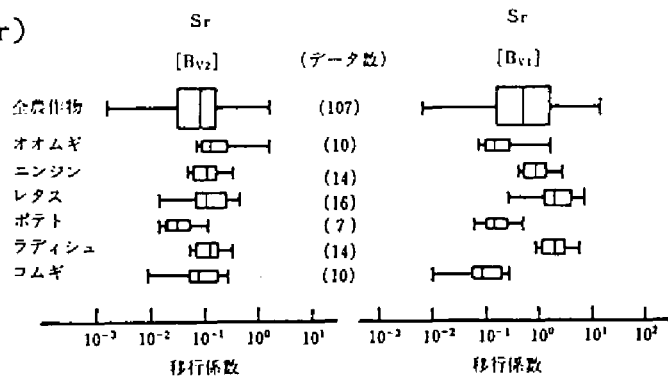 r)
Sr Sr
[Bv2] (データ数) [Bv1]
全農作物 (107)
オオムギ (10)
ニンジン (14)
レタス (16)
ポテト (7)
ラディシュ (14)
コムギ (10)
10⁻³ 10⁻² 10⁻¹ 10⁰ 10¹ 10⁻³ 10⁻² 10⁻¹ 10⁰ 10¹ 10²
移行係数 移行係数